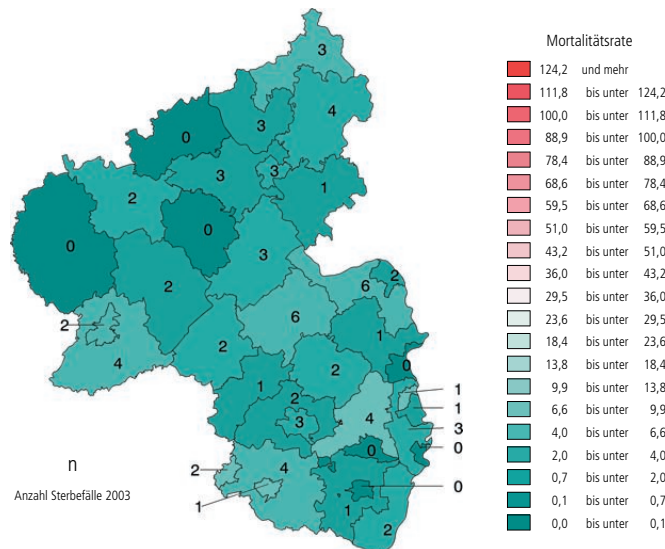 Mortalitätsrate
124,2 und mehr
111,8 bis unter 124,2
100,0 bis unter 111,8
88,9 bis unter 100,0
78,4 bis unter 88,9
68,6 bis unter 78,4
59,5 bis unter 68,6
51,0 bis unter 59,5
43,2 bis unter 51,0
36,0 bis unter 43,2
29,5 bis unter 36,0
23,6 bis unter 29,5
18,4 bis unter 23,6
13,8 bis unter 18,4
9,9 bis unter 13,8
6,6 bis unter 9,9
4,0 bis unter 6,6
2,0 bis unter 4,0
0,7 bis unter 2,0
0,1 bis unter 0,7
0,0 bis unter 0,1
3
4
3
0
3
3
1
2
0
0
3
2
6
2
6
2
1
4
2
2
0
1
2
1
2
4
1
3
3
0
0
2
4
1
0
1
2
n
Anzahl Sterbefälle 2003